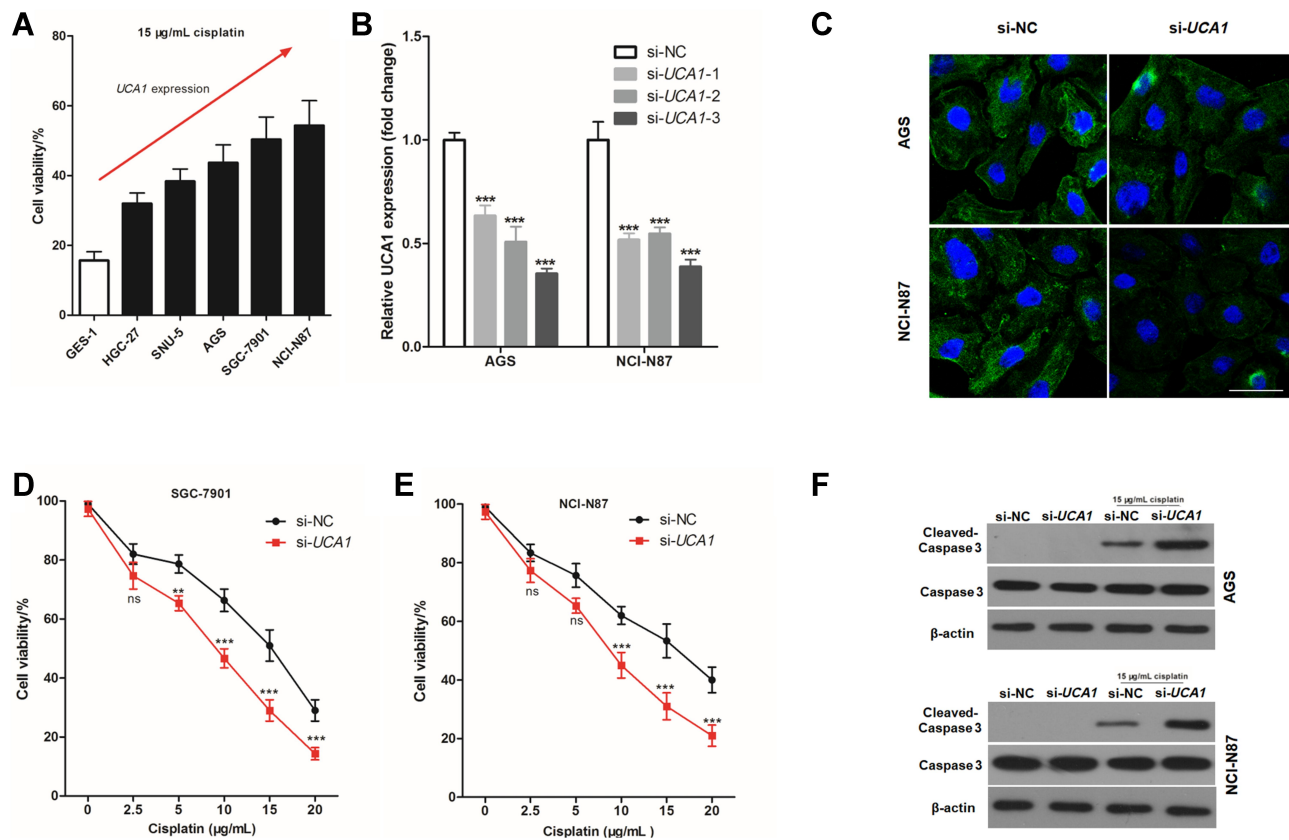 A
15 µg/mL cisplatin
UCA1 expression
Cell viability/%
80
60
40
20
0
GES-1
HGC-27
SNU-5
AGS
SGC-7901
NCI-N87
B
Relative UCA1 expression (fold change)
1.5
1.0
0.5
0.0
si-NC
si-UCA1-1
si-UCA1-2
si-UCA1-3
*** *** ***
*** *** ***
AGS NCI-N87
C
si-NC si-UCA1
AGS
NCI-N87
D
SGC-7901
Cell viability/%
100
80
60
40
20
0
si-NC
si-UCA1
ns
**
***
***
***
0 2.5 5 10 15 20
Cisplatin (µg/mL)
E
NCI-N87
Cell viability/%
100
80
60
40
20
0
si-NC
si-UCA1
ns
ns
***
***
***
0 2.5 5 10 15 20
Cisplatin (µg/mL )
F
15 µg/mL cisplatin
si-NC si-UCA1 si-NC si-UCA1
Cleaved-
Caspase 3
Caspase 3
β-actin
AGS
15 µg/mL cisplatin
si-NC si-UCA1 si-NC si-UCA1
Cleaved-
Caspase 3
Caspase 3
β-actin
NCI-N87